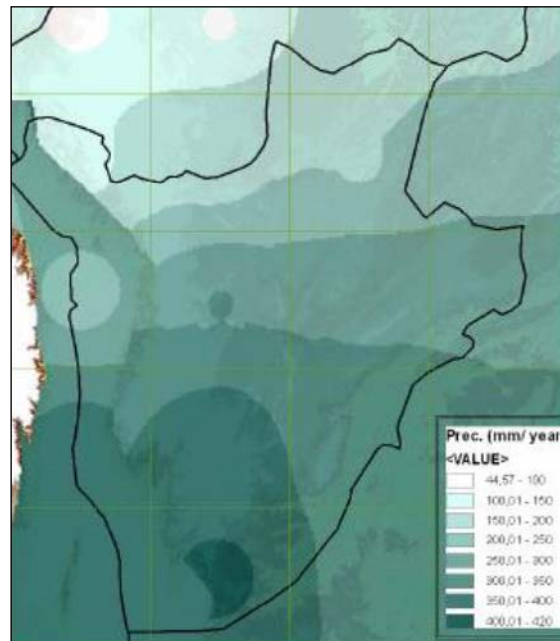 Prec. (mm/ year
<VALUE>
44,57 - 100
100,01 - 150
150,01 - 200
200,01 - 250
250,01 - 300
300,01 - 350
350,01 - 400
400,01 - 420